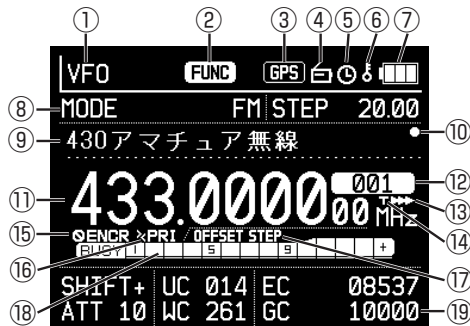 ① ② ③ ④ ⑤ ⑥ ⑦
VFO FUNC GPS
⑧ MODE FM STEP 20.00
⑨ 430アマチュア無線 ⑩
⑪ 433.000000 MHz 001 ⑫
T ⑬
⑭
⑮ ENCR PRI OFFSET STEP
BUSY 1 5 9 +
⑯ ⑰
⑱ SHIFT+ UC 014 EC 08537
ATT 10 WC 261 GC 10000 ⑲